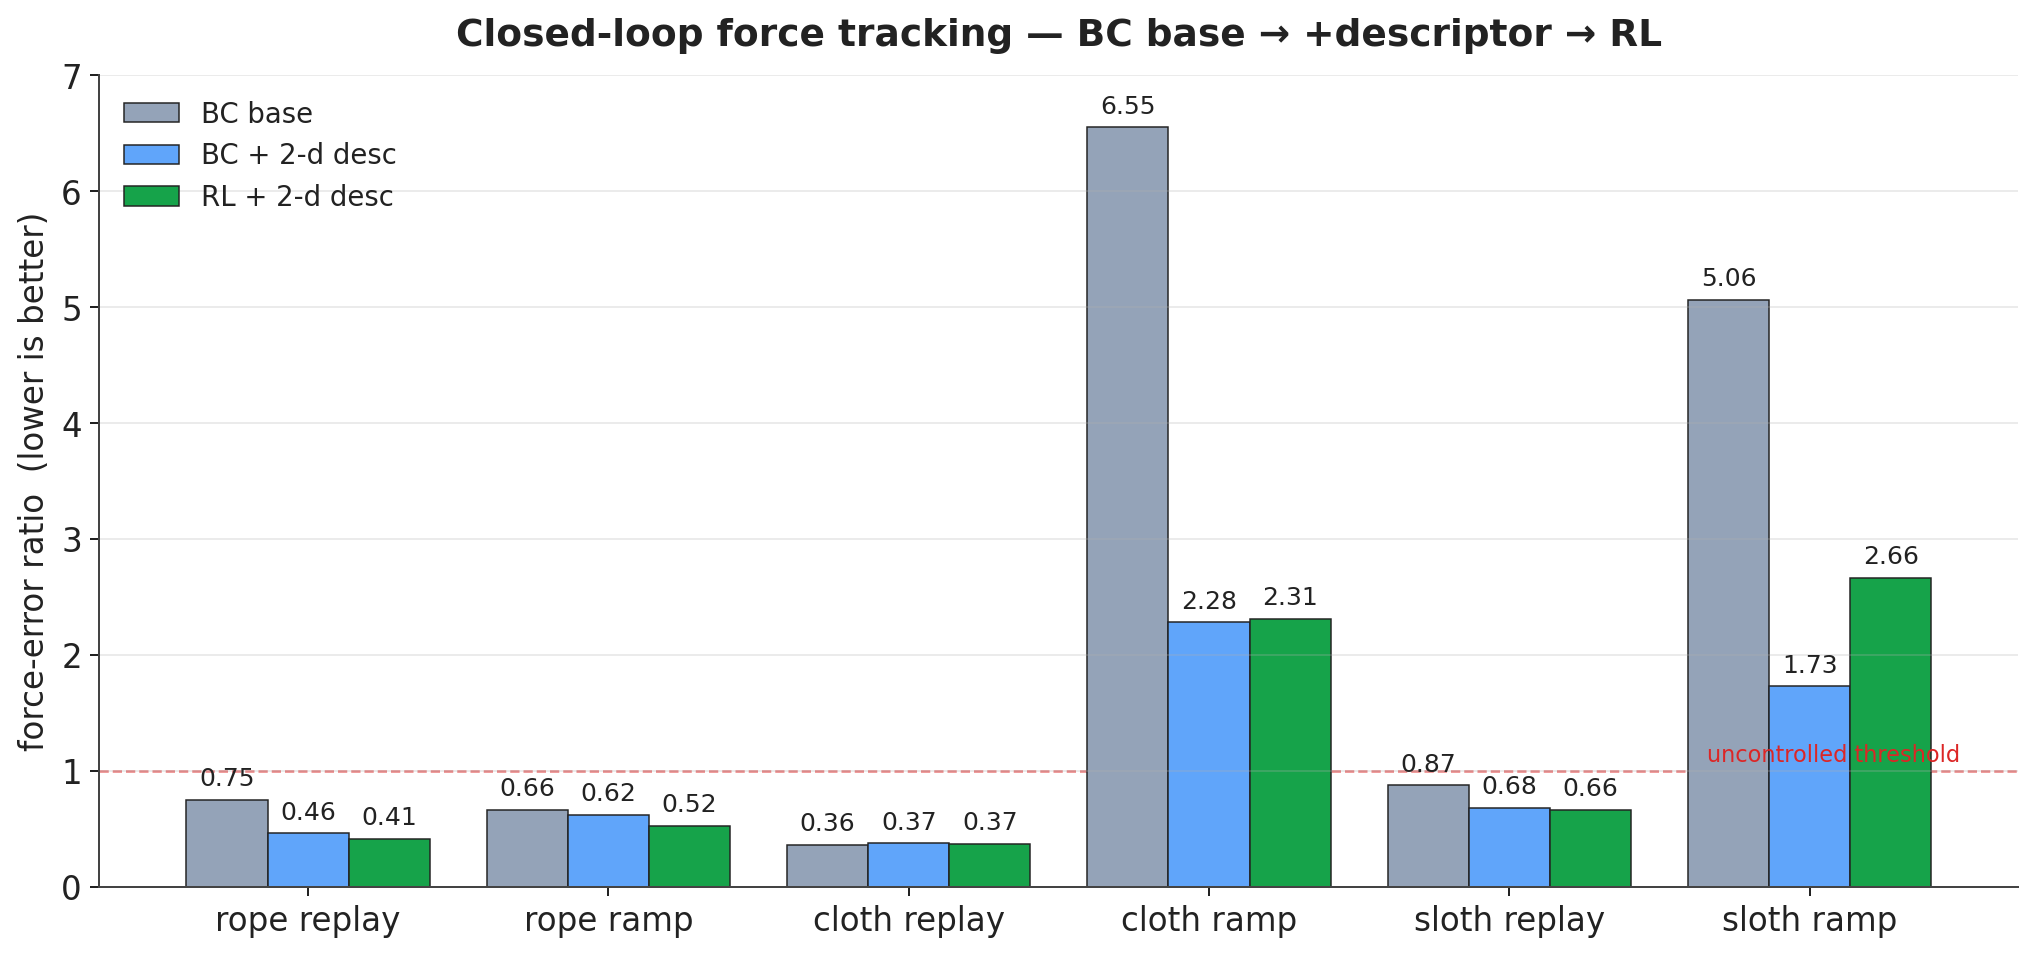 Closed-loop force tracking — BC base → +descriptor → RL
force-error ratio (lower is better)
7
6
5
4
3
2
1
0
BC base
BC + 2-d desc
RL + 2-d desc
0.75
0.46
0.41
0.66
0.62
0.52
0.36
0.37
0.37
6.55
2.28
2.31
0.87
0.68
0.66
5.06
1.73
2.66
uncontrolled threshold
rope replay
rope ramp
cloth replay
cloth ramp
sloth replay
sloth ramp